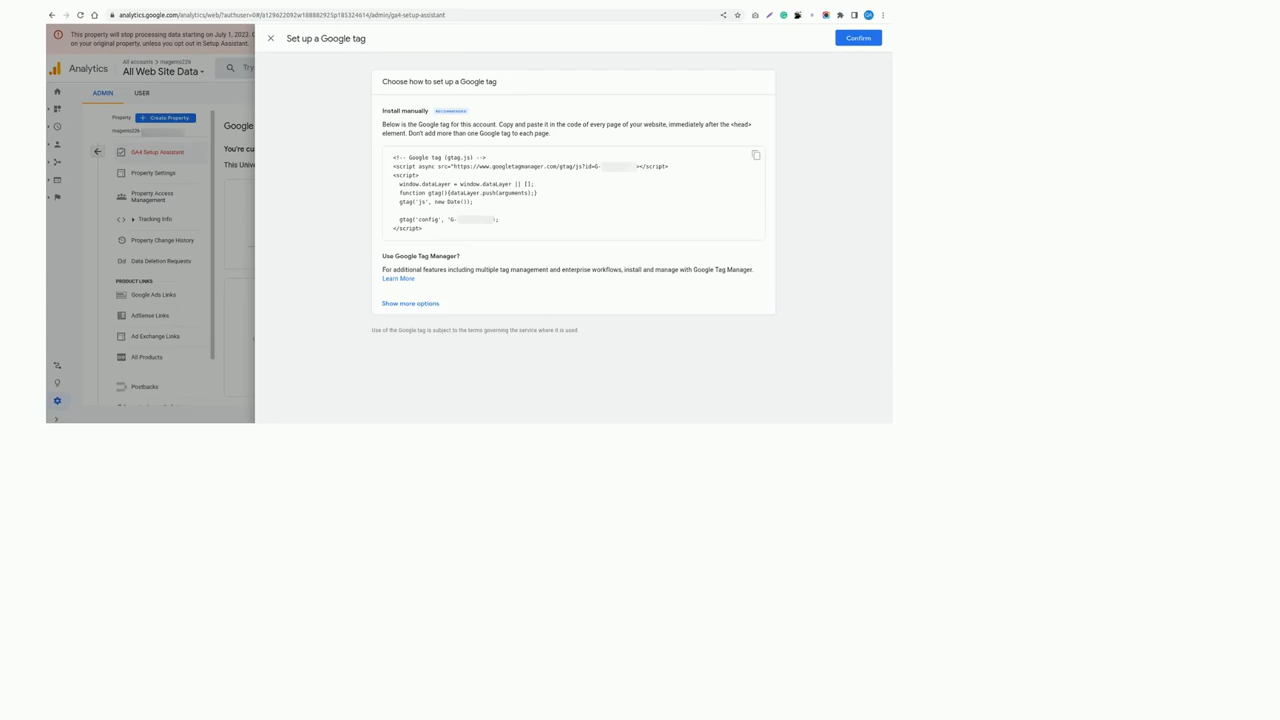 analytics.google.com/analytics/web/?authuser=0#/a129622092w188882925p185324614/admin/ga4-setup-assistant
This property will stop processing data starting on July 1, 2023.
on your original property, unless you opt out in Setup Assistant.
Set up a Google tag
Confirm
Analytics
All accounts > magento226
All Web Site Data
Try
ADMIN
USER
Property
+ Create Property
magento226-
GA4 Setup Assistant
Property Settings
Property Access
Management
Tracking Info
Property Change History
Dd Data Deletion Requests
PRODUCT LINKS
Google Ads Links
AdSense Links
Ad Exchange Links
All Products
Postbacks
Google
You're cu
This Univer
Choose how to set up a Google tag
Install manually RECOMMENDED
Below is the Google tag for this account. Copy and paste it in the code of every page of your website, immediately after the <head>
element. Don't add more than one Google tag to each page.
<!-- Google tag (gtag.js) -->
<script async src="https://www.googletagmanager.com/gtag/js?id=G- ></script>
<script>
window.dataLayer = window.dataLayer || [];
function gtag(){dataLayer.push(arguments);}
gtag('js', new Date());
gtag('config', 'G- );
</script>
Use Google Tag Manager?
For additional features including multiple tag management and enterprise workflows, install and manage with Google Tag Manager.
Learn More
Show more options
Use of the Google tag is subject to the terms governing the service where it is used.